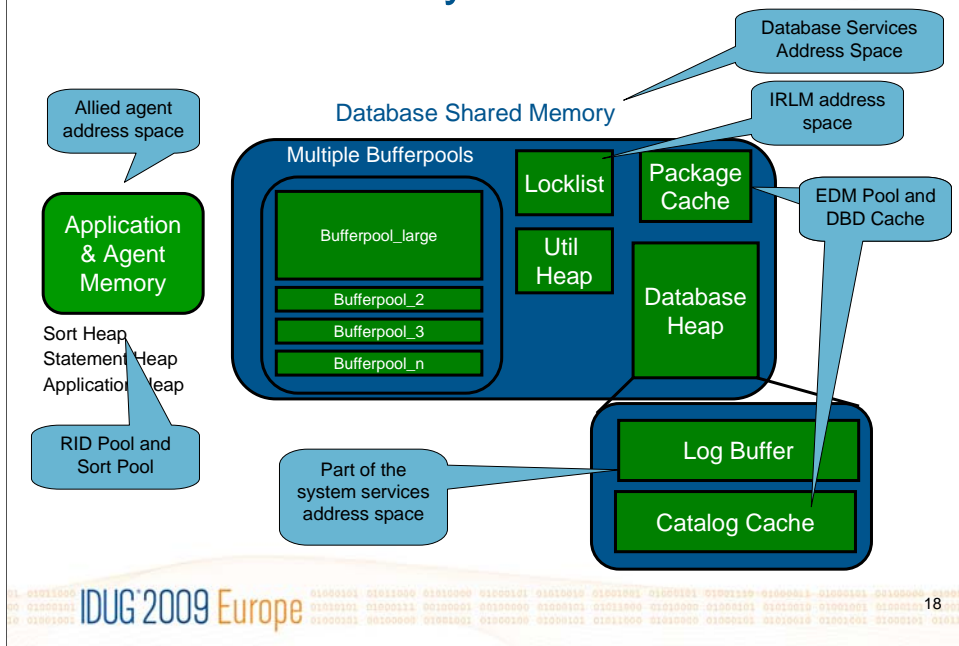 Database Services
Address Space
Allied agent
address space
Database Shared Memory
IRLM address
space
Multiple Bufferpools
Locklist
Package
Cache
EDM Pool and
DBD Cache
Application
& Agent
Memory
Bufferpool_large
Util
Heap
Database
Heap
Bufferpool_2
Bufferpool_3
Bufferpool_n
Sort Heap
Statement Heap
Application Heap
RID Pool and
Sort Pool
Part of the
system services
address space
Log Buffer
Catalog Cache
IDUG 2009 Europe
18